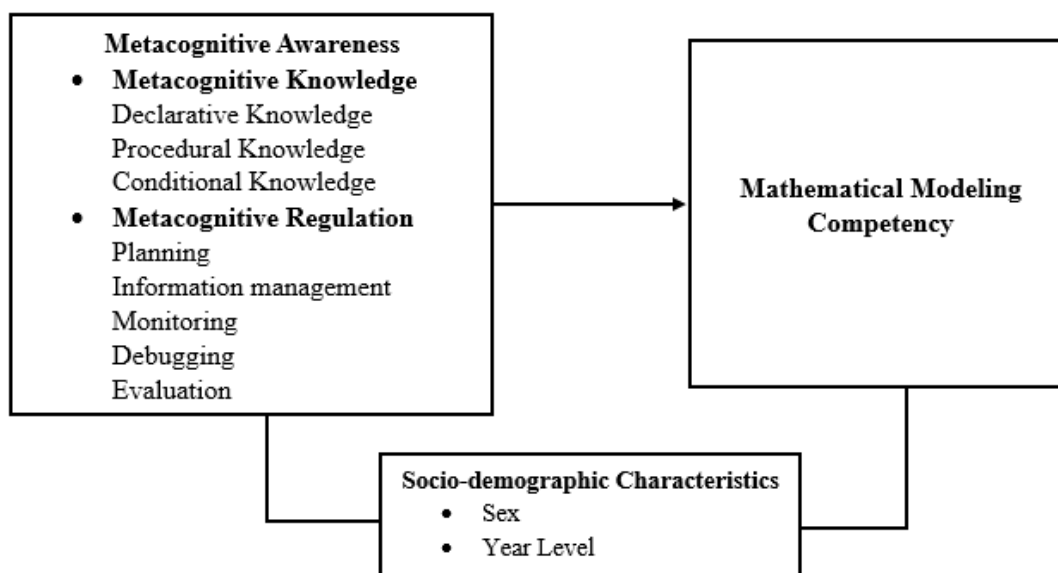 Metacognitive Awareness
• Metacognitive Knowledge
Declarative Knowledge
Procedural Knowledge
Conditional Knowledge
• Metacognitive Regulation
Planning
Information management
Monitoring
Debugging
Evaluation
Mathematical Modeling
Competency
Socio-demographic Characteristics
• Sex
• Year Level